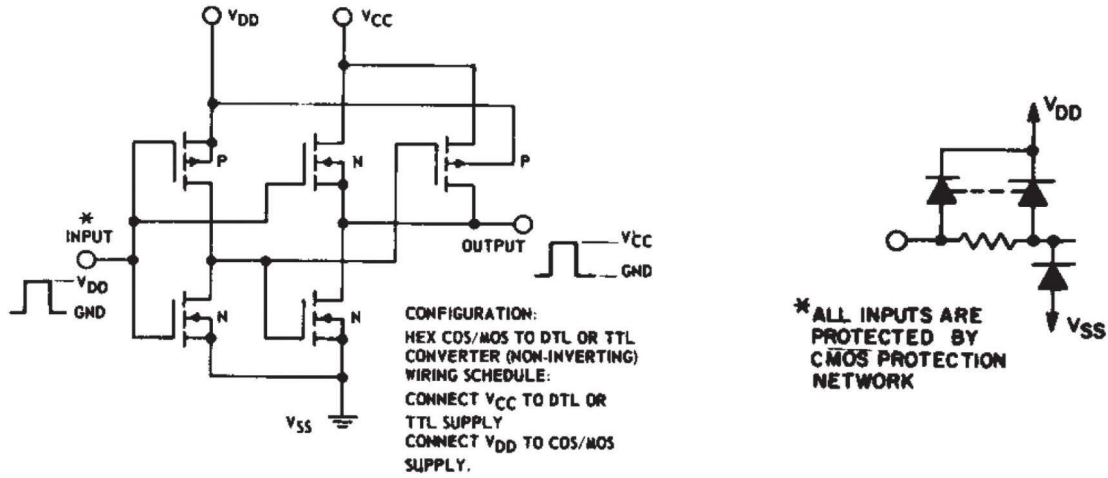 VDD
VCC
P
N
P
*
INPUT
OUTPUT
VCC
GND
VDD
GND
N
N
VSS
CONFIGURATION:
HEX COS/MOS TO DTL OR TTL
CONVERTER (NON-INVERTING)
WIRING SCHEDULE:
CONNECT VCC TO DTL OR
TTL SUPPLY
CONNECT VDD TO COS/MOS
SUPPLY.
VDD
VSS
*ALL INPUTS ARE
PROTECTED BY
CMOS PROTECTION
NETWORK